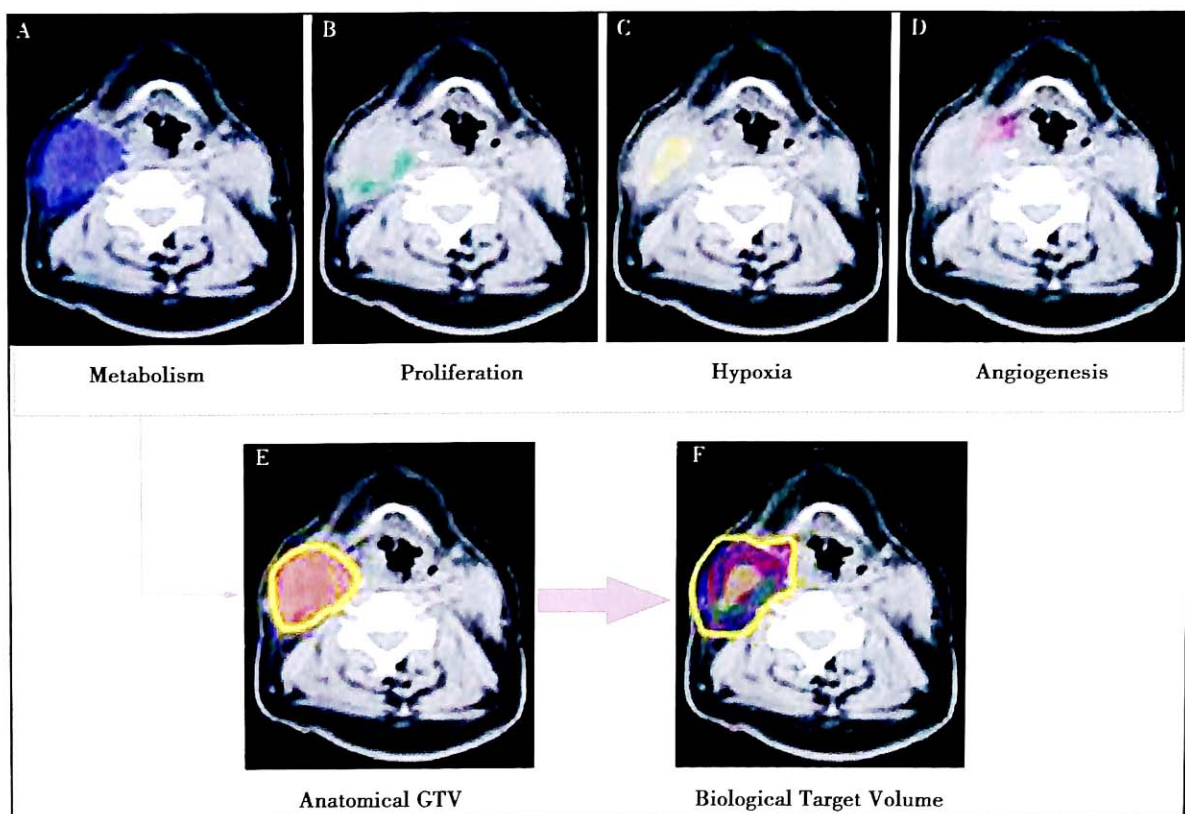 A
B
C
D
Metabolism
Proliferation
Hypoxia
Angiogenesis
E
F
Anatomical GTV
Biological Target Volume